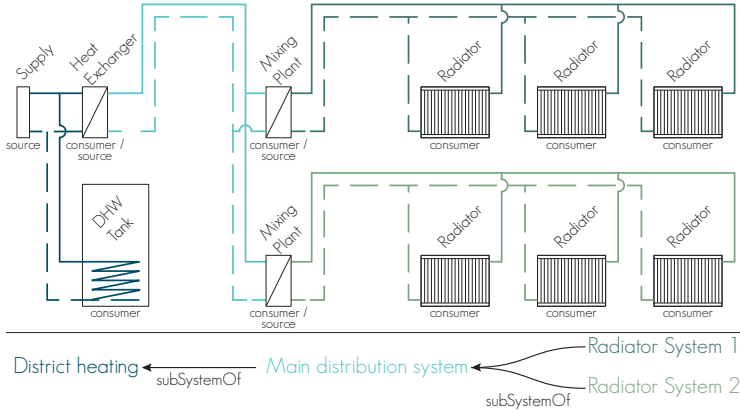 Supply
Heat
Exchanger
Mixing
Plant
Radiator
Radiator
Radiator
source
consumer /
source
consumer /
source
consumer
consumer
consumer
DHW
Tank
Mixing
Plant
Radiator
Radiator
Radiator
consumer
consumer /
source
consumer
consumer
consumer
District heating
subSystemOf
Main distribution system
Radiator System 1
Radiator System 2
subSystemOf